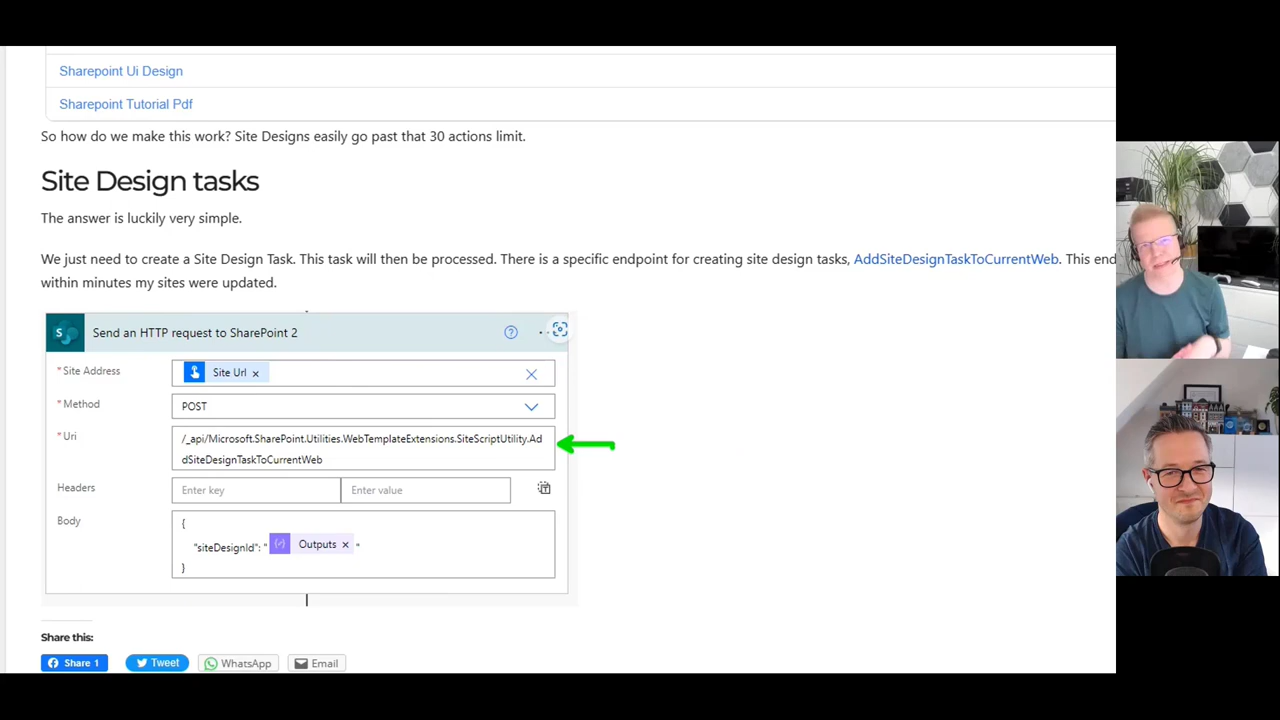 Sharepoint Ui Design
Sharepoint Tutorial Pdf
So how do we make this work? Site Designs easily go past that 30 actions limit.
Site Design tasks
The answer is luckily very simple.
We just need to create a Site Design Task. This task will then be processed. There is a specific endpoint for creating site design tasks, AddSiteDesignTaskToCurrentWeb. This end
within minutes my sites were updated.
S Send an HTTP request to SharePoint 2
* Site Address Site Url ×
* Method POST
* Uri /_api/Microsoft.SharePoint.Utilities.WebTemplateExtensions.SiteScriptUtility.Ad
dSiteDesignTaskToCurrentWeb
Headers Enter key Enter value
Body {
"siteDesignId": " Outputs × "
}
Share this:
Share 1 Tweet WhatsApp Email